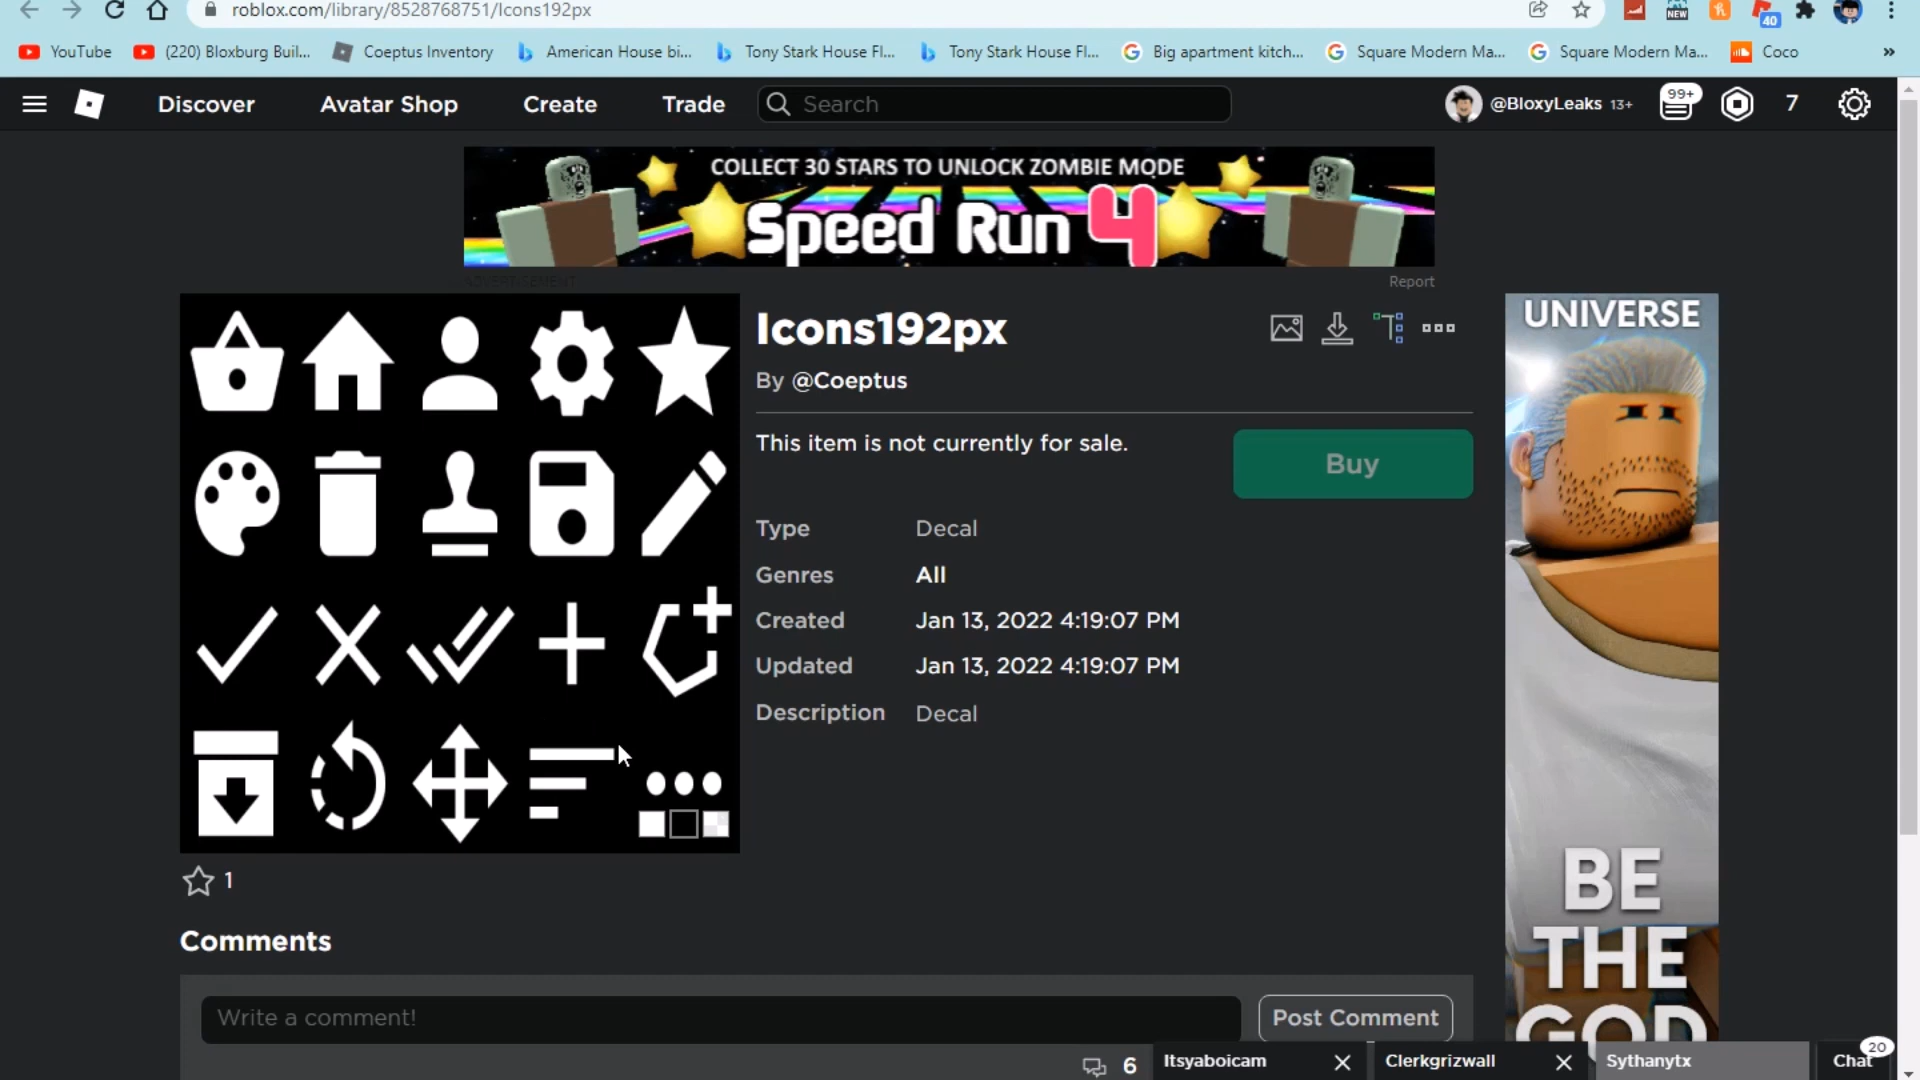 roblox.com/library/8528768751/Icons192px
NEW
40
YouTube
(220) Bloxburg Buil...
Coeptus Inventory
American House bi...
Tony Stark House Fl...
Tony Stark House Fl...
Big apartment kitch...
Square Modern Ma...
Square Modern Ma...
Coco
»
Discover
Avatar Shop
Create
Trade
Search
@BloxyLeaks 13+
99+
7
COLLECT 30 STARS TO UNLOCK ZOMBIE MODE
Speed Run 4
ADVERTISEMENT
Report
Icons192px
By @Coeptus
This item is not currently for sale.
Buy
Type Decal
Genres All
Created Jan 13, 2022 4:19:07 PM
Updated Jan 13, 2022 4:19:07 PM
Description Decal
UNIVERSE
BE
THE
GOD
1
Comments
Write a comment!
Post Comment
6
Itsyaboicam
Clerkgrizwall
Sythanytx
Chat
20